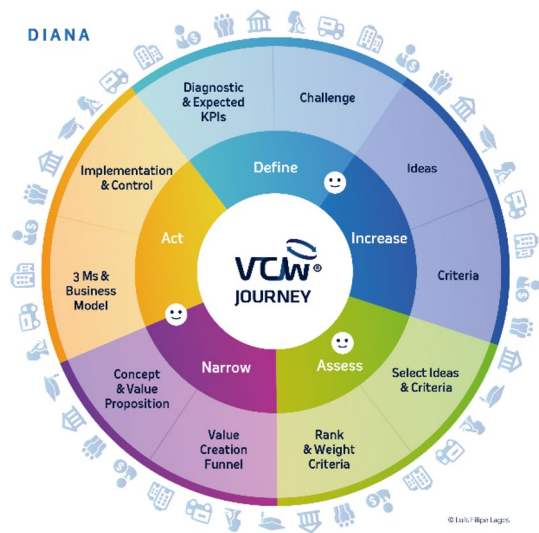 DIANA
Diagnostic
& Expected
KPIs
Challenge
Ideas
Criteria
Select Ideas
& Criteria
Rank
& Weight
Criteria
Value
Creation
Funnel
Concept
& Value
Proposition
3 Ms &
Business
Model
Implementation
& Control
Define
Increase
Assess
Narrow
Act
VCW®
JOURNEY
© Luis Filipe Lages